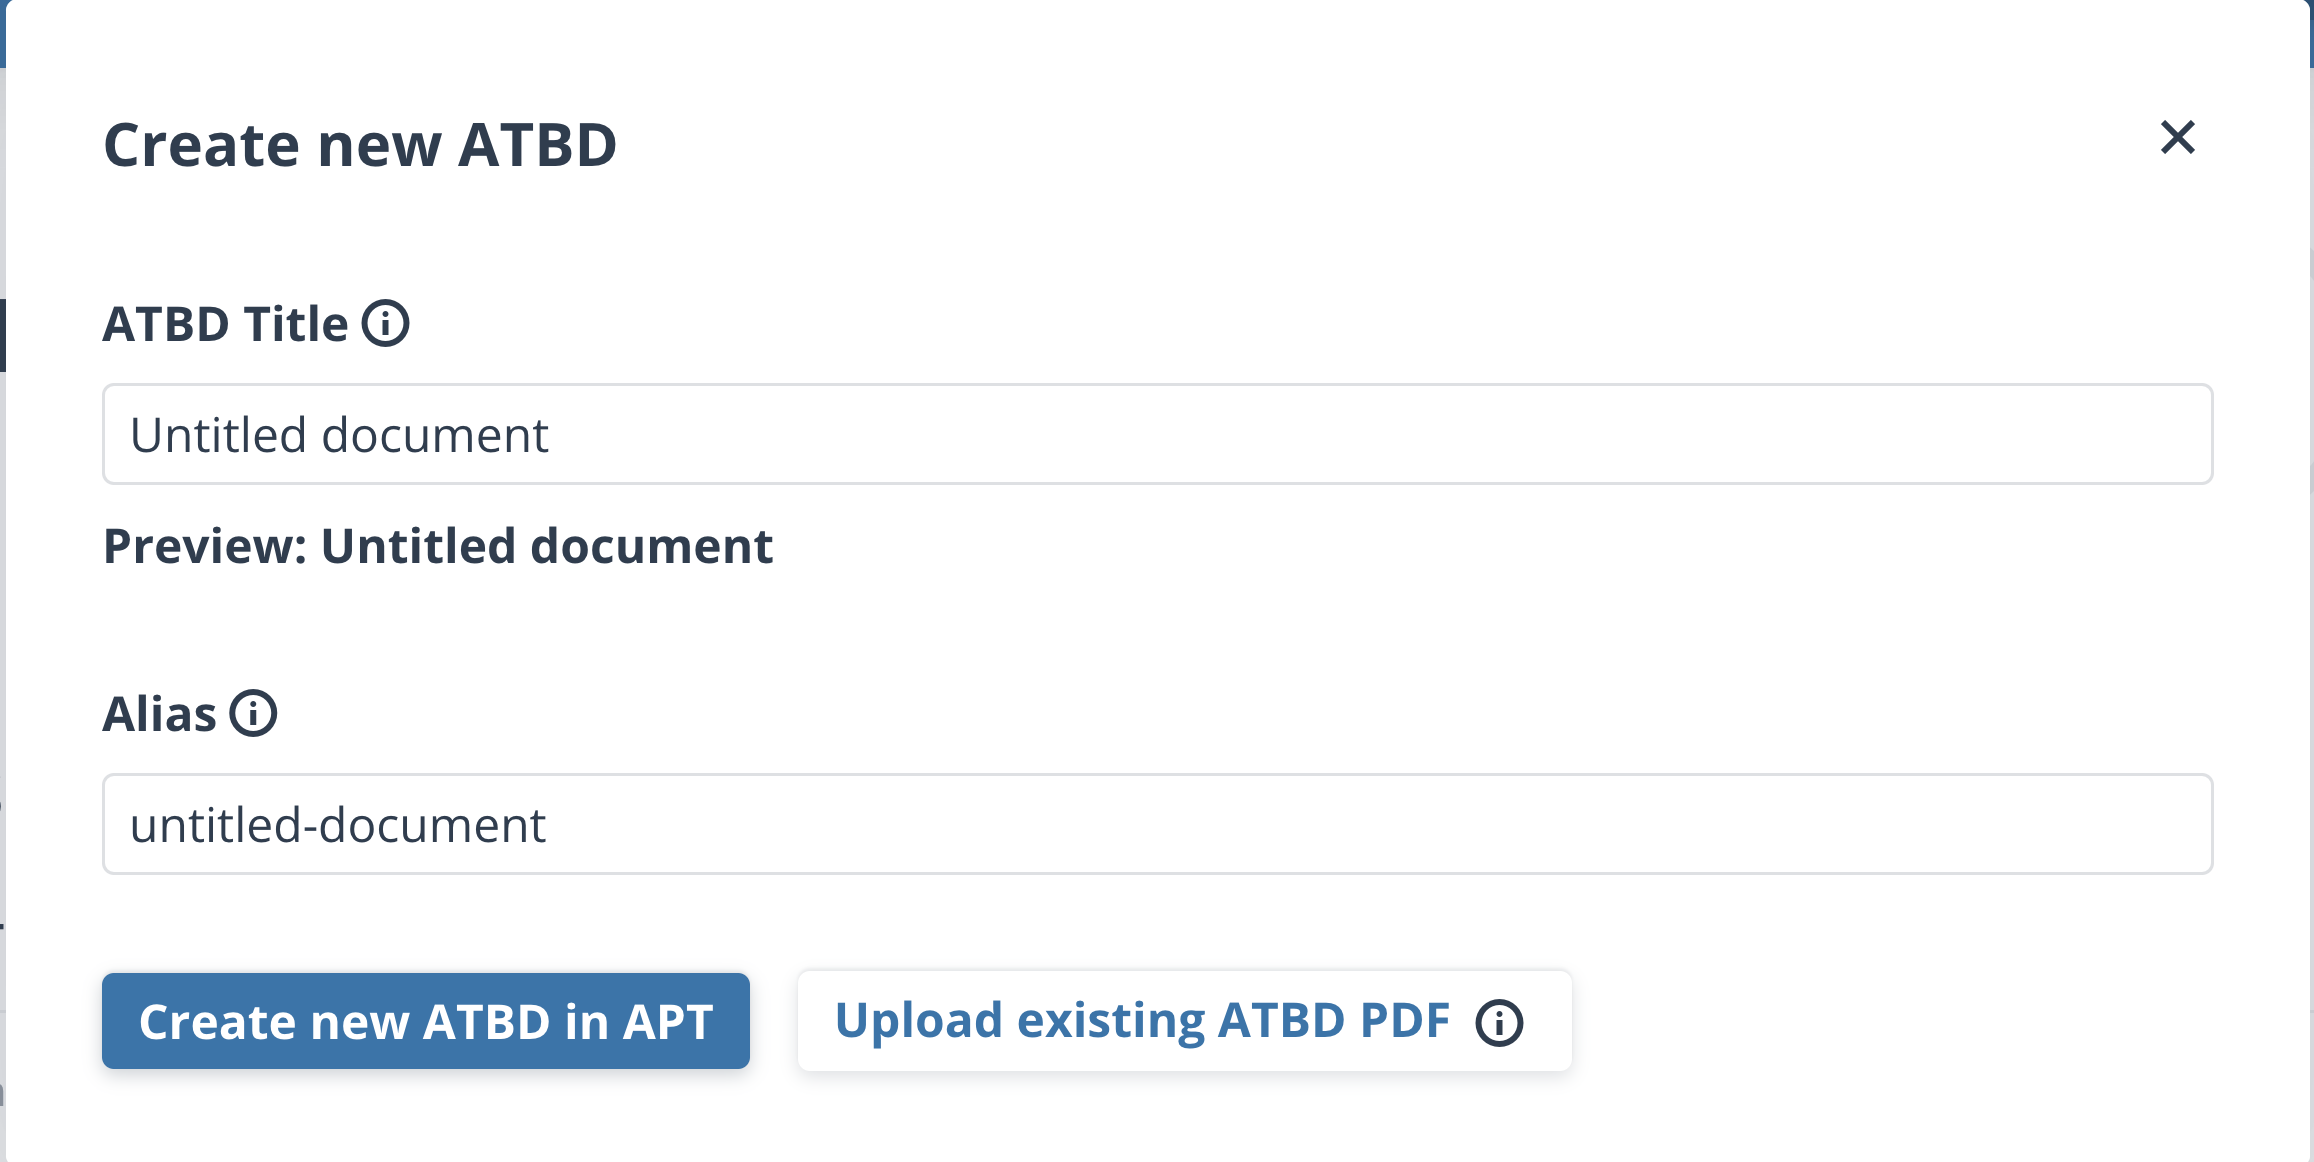 Create new ATBD
ATBD Title
Untitled document
Preview: Untitled document
Alias
untitled-document
Create new ATBD in APT
Upload existing ATBD PDF